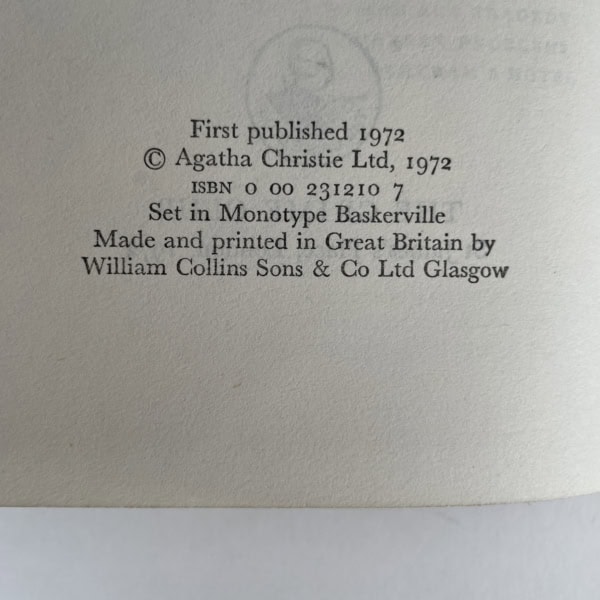 First published 1972
© Agatha Christie Ltd, 1972
ISBN 0 00 231210 7
Set in Monotype Baskerville
Made and printed in Great Britain by
William Collins Sons & Co Ltd Glasgow